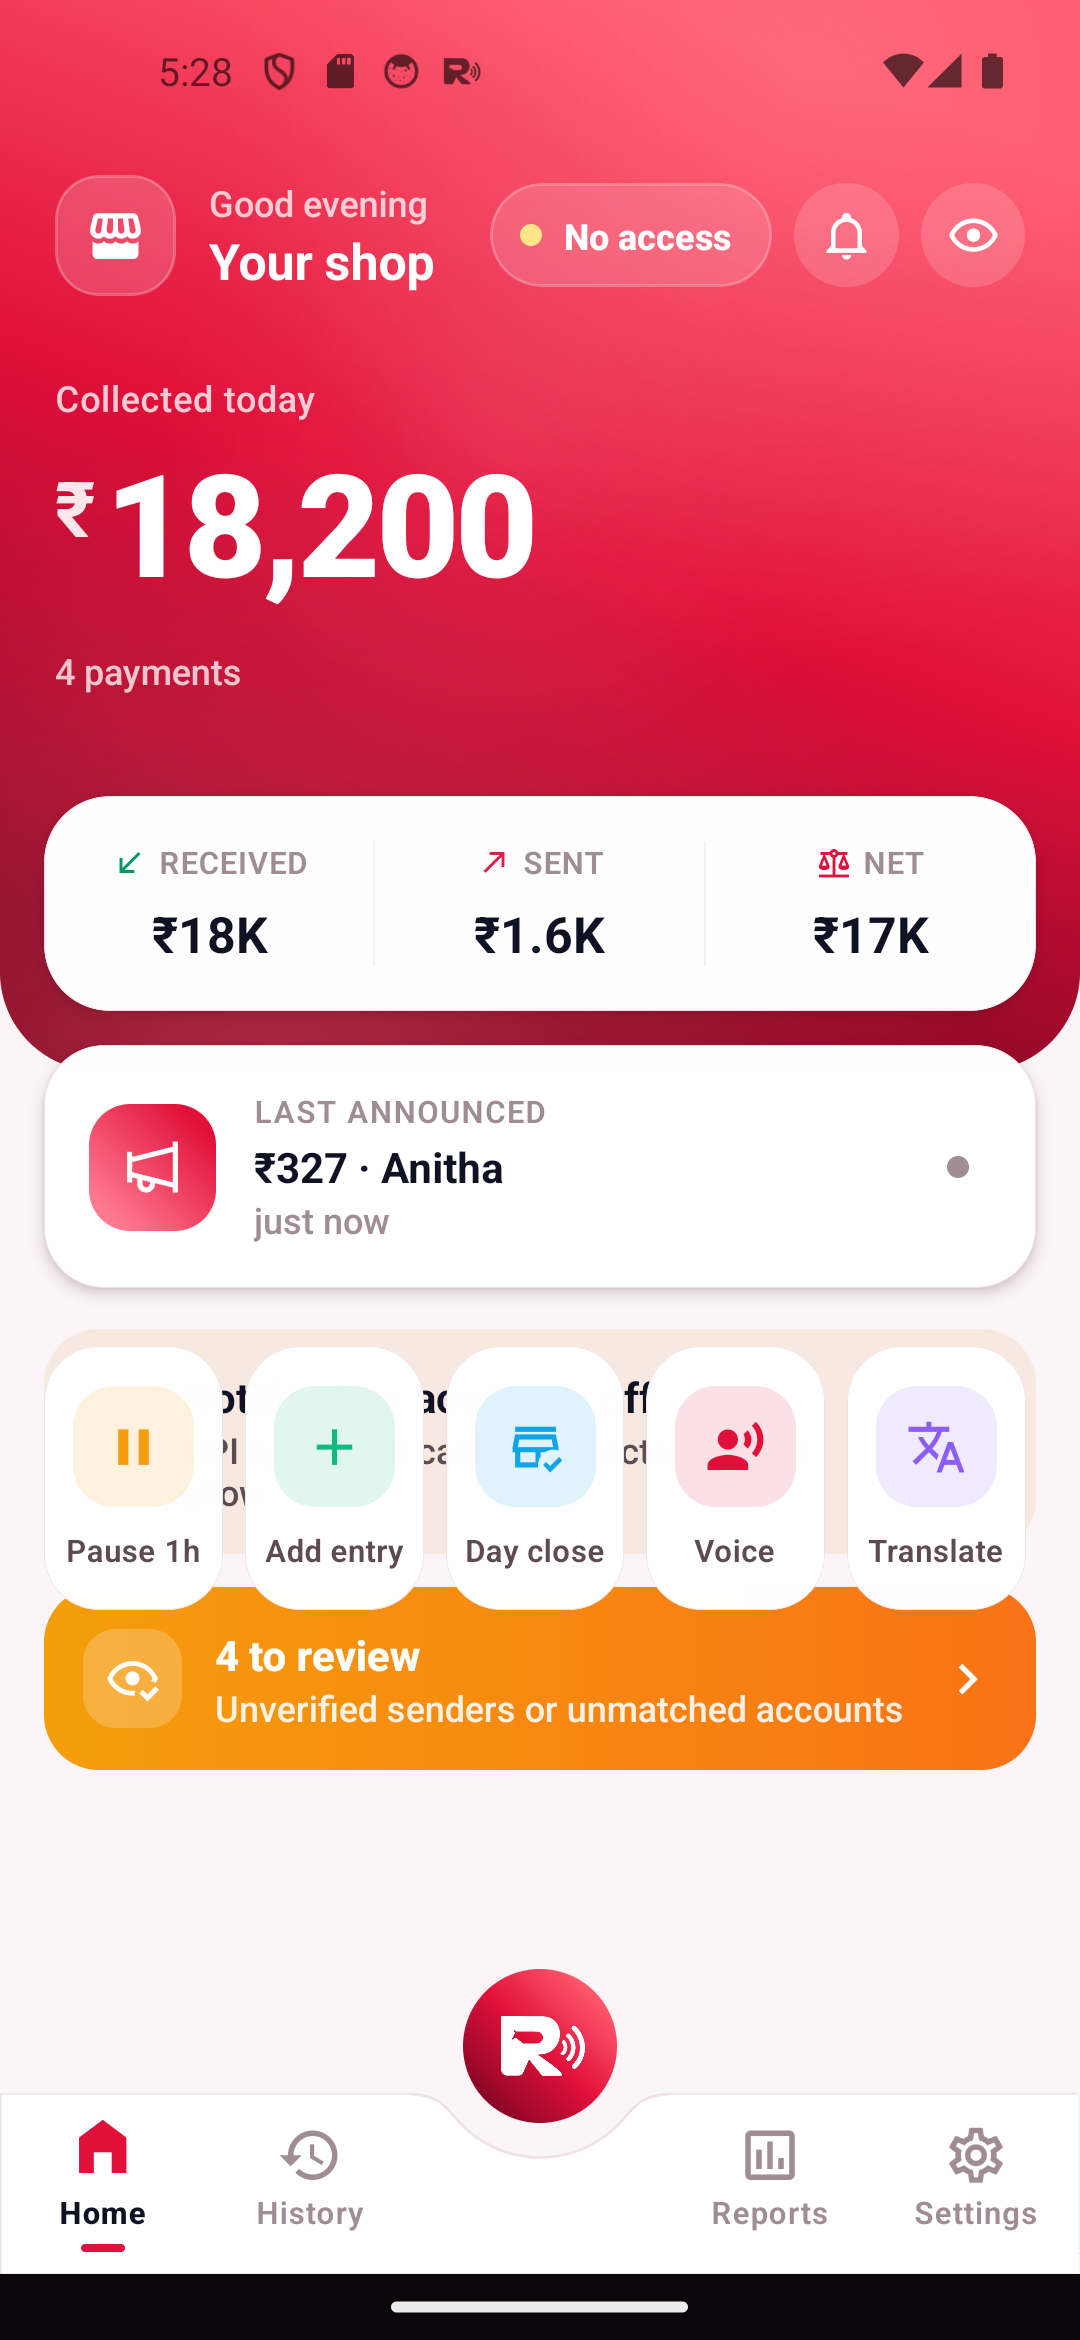 5:28
Good evening
Your shop
No access
Collected today
₹18,200
4 payments
RECEIVED
₹18K
SENT
₹1.6K
NET
₹17K
LAST ANNOUNCED
₹327 · Anitha
just now
Pause 1h
Add entry
Day close
Voice
Translate
4 to review
Unverified senders or unmatched accounts
Home
History
Reports
Settings